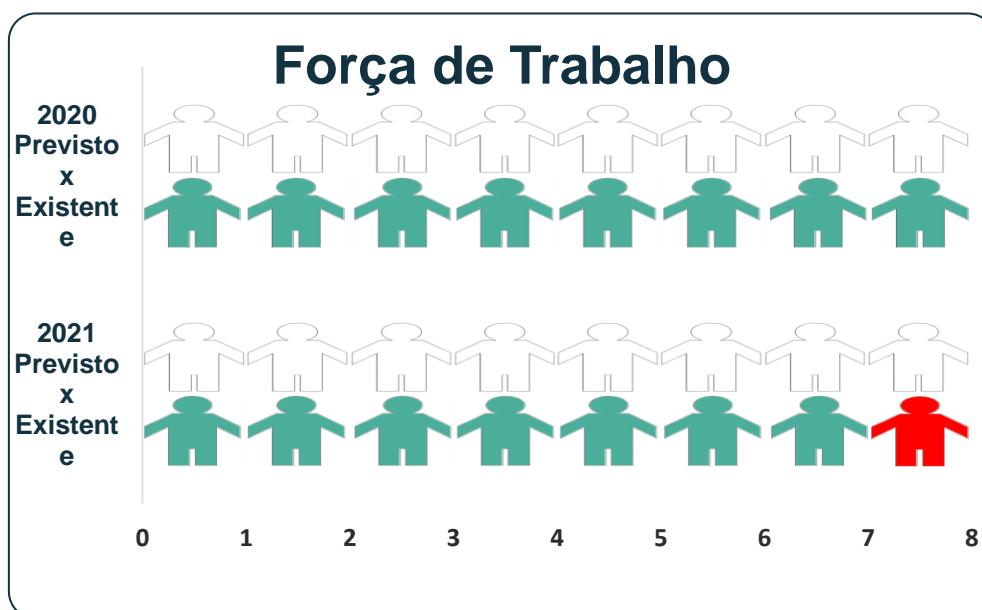 Força de Trabalho
2020
Previsto
x
Existent
e
2021
Previsto
x
Existent
e
0 1 2 3 4 5 6 7 8